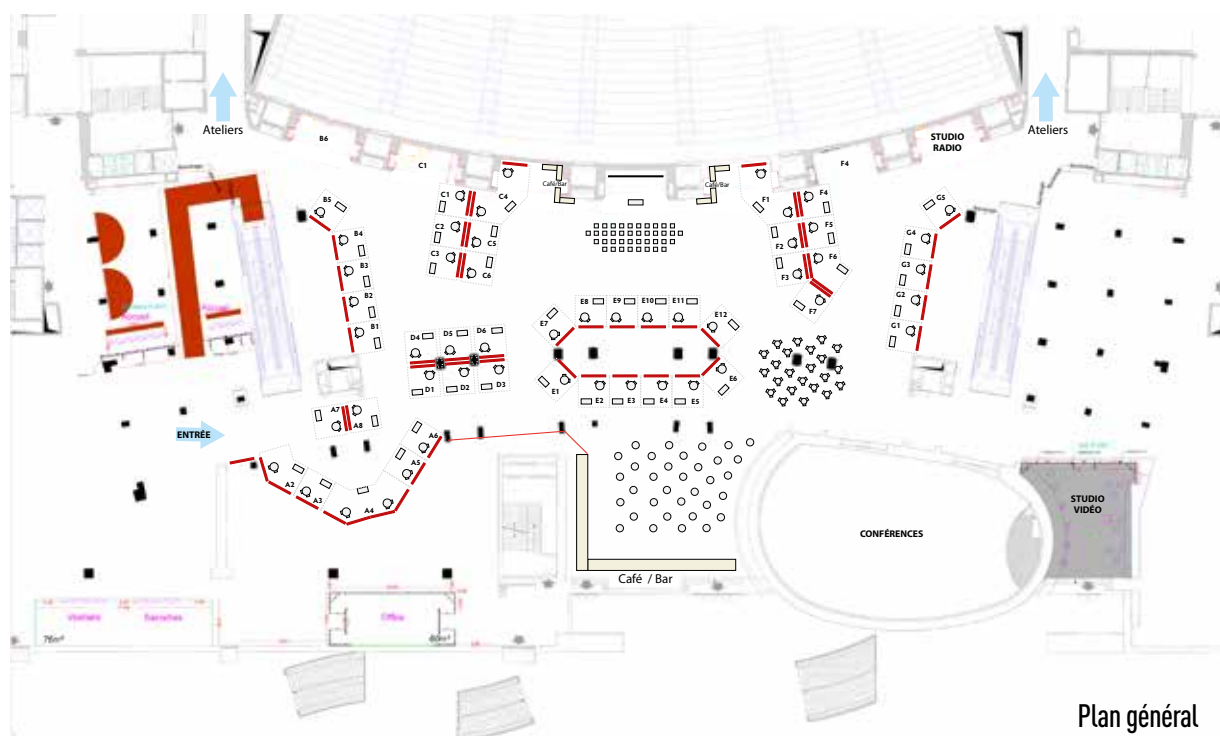 Ateliers
Ateliers
B6
C1
F4
STUDIO
RADIO
Café/Bar
Café/Bar
B5
B4
B3
B2
B1
C1
C2
C3
C4
C5
C6
F1
F2
F3
F4
F5
F6
F7
G5
G4
G3
G2
G1
D4
D5
D6
D1
D2
D3
E7
E8
E9
E10
E11
E12
E1
E2
E3
E4
E5
E6
A7
A8
ENTRÉE
A6
A5
A2
A3
A4
CONFÉRENCES
STUDIO
VIDÉO
Café / Bar
Vestiaire
Office
76m²
60m²
Plan général